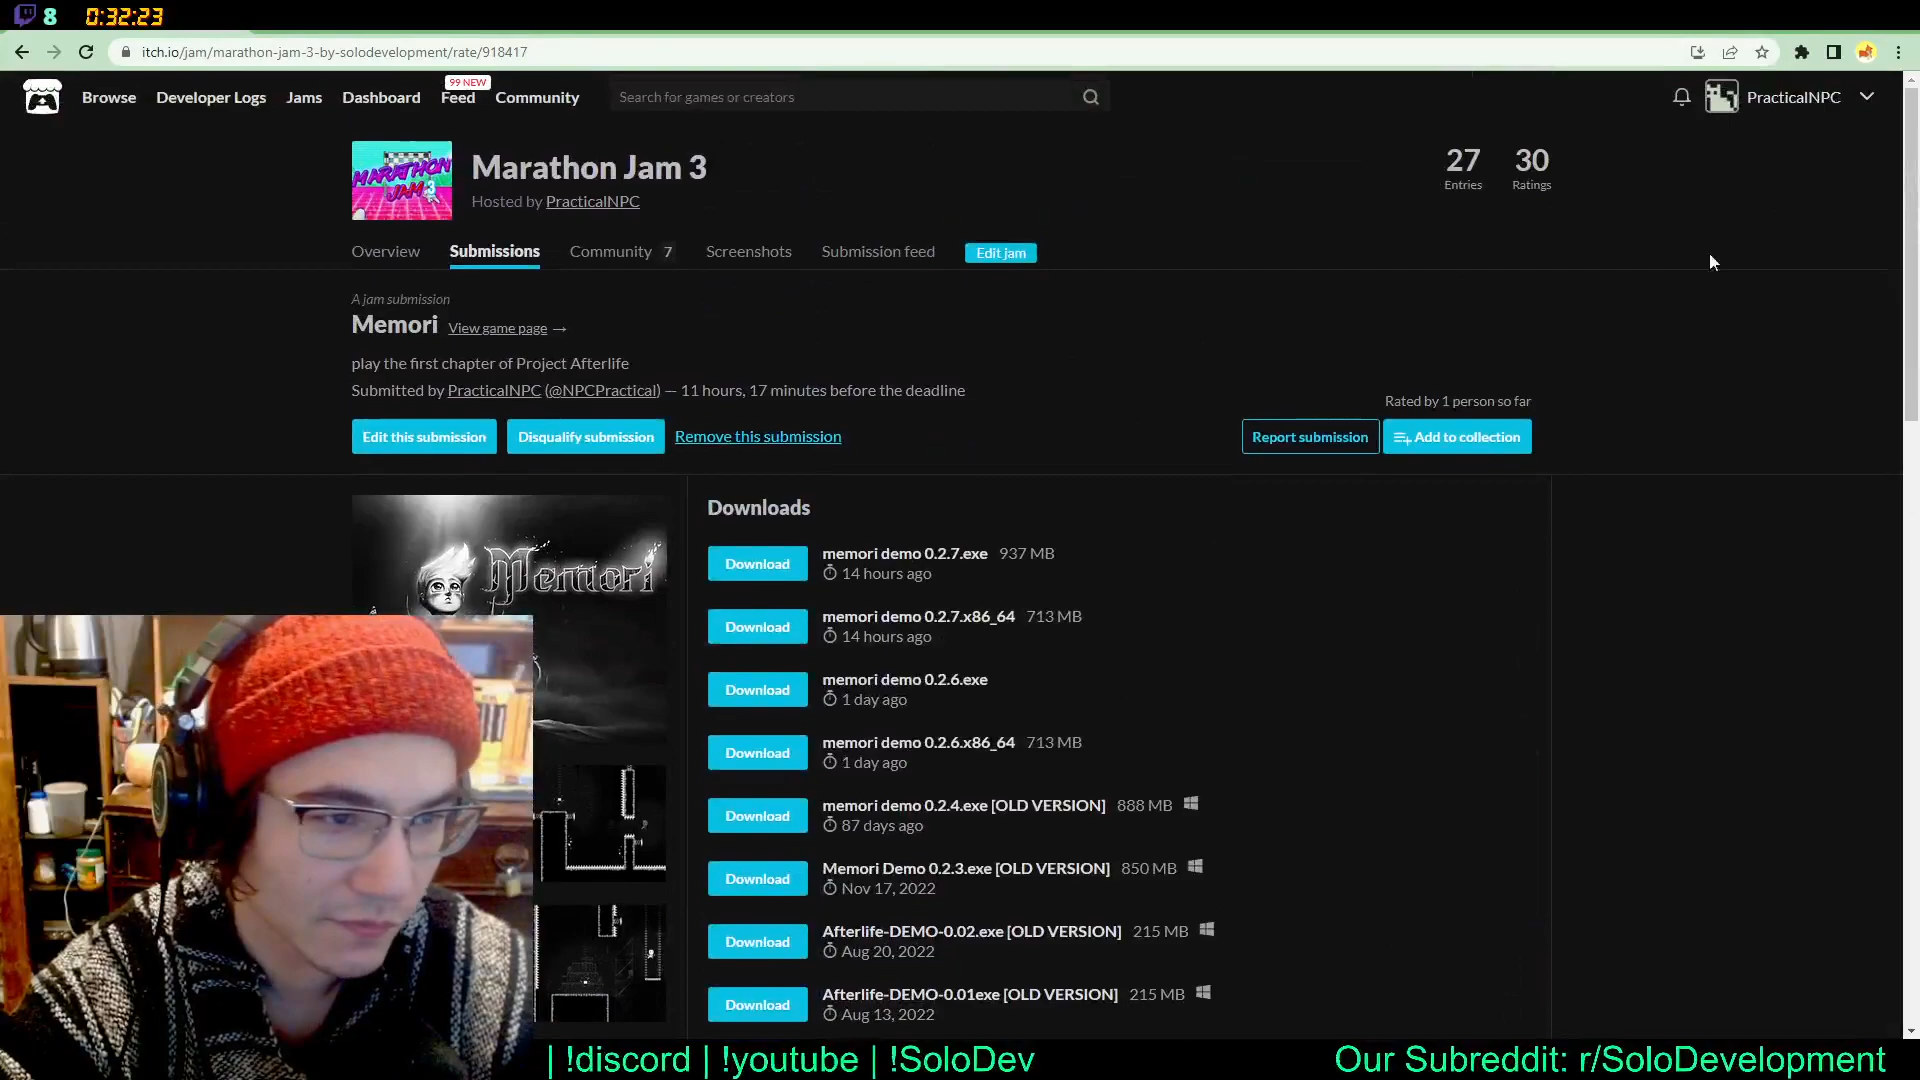 8 0:32:23
itch.io/jam/marathon-jam-3-by-solodevelopment/rate/918417
99 NEW
Browse Developer Logs Jams Dashboard Feed Community Search for games or creators PracticalNPC
MARATHON JAM 3
Marathon Jam 3
Hosted by PracticalNPC
27 30
Entries Ratings
Overview Submissions Community 7 Screenshots Submission feed Edit jam
A jam submission
Memori View game page →
play the first chapter of Project Afterlife
Submitted by PracticalNPC (@NPCPractical) — 11 hours, 17 minutes before the deadline
Rated by 1 person so far
Edit this submission Disqualify submission Remove this submission Report submission Add to collection
Memori
Downloads
Download memori demo 0.2.7.exe 937 MB
14 hours ago
Download memori demo 0.2.7.x86_64 713 MB
14 hours ago
Download memori demo 0.2.6.exe
1 day ago
Download memori demo 0.2.6.x86_64 713 MB
1 day ago
Download memori demo 0.2.4.exe [OLD VERSION] 888 MB
87 days ago
Download Memori Demo 0.2.3.exe [OLD VERSION] 850 MB
Nov 17, 2022
Download Afterlife-DEMO-0.02.exe [OLD VERSION] 215 MB
Aug 20, 2022
Download Afterlife-DEMO-0.01exe [OLD VERSION] 215 MB
Aug 13, 2022
| !discord | !youtube | !SoloDev Our Subreddit: r/SoloDevelopment